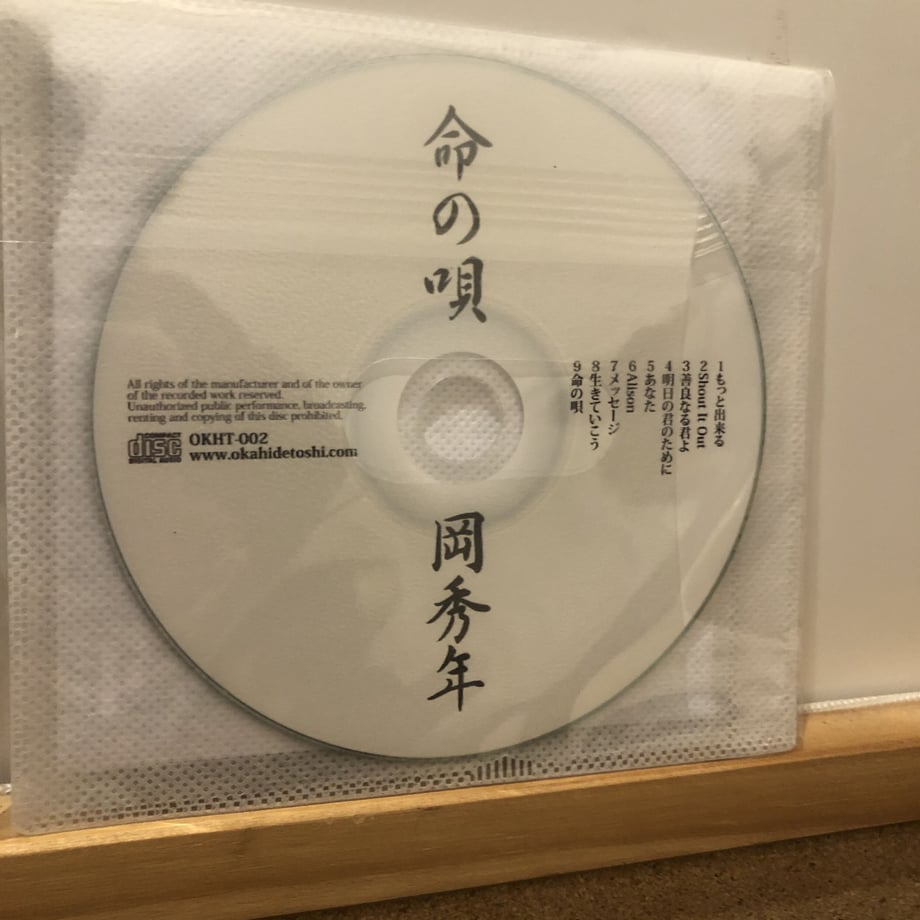 命の唄
All rights of the manufacturer and of the owner
of the recorded work reserved.
Unauthorized public performance, broadcasting,
renting and copying of this disc prohibited.
COMPACT
disc
DIGITAL AUDIO
OKHT-002
www.okahidetoshi.com
1もっと出来る
2Shout It Out
3善良なる君よ
4明日の君のために
5あなた
6Alison
7メッセージ
8生きていこう
9命の唄
岡秀年